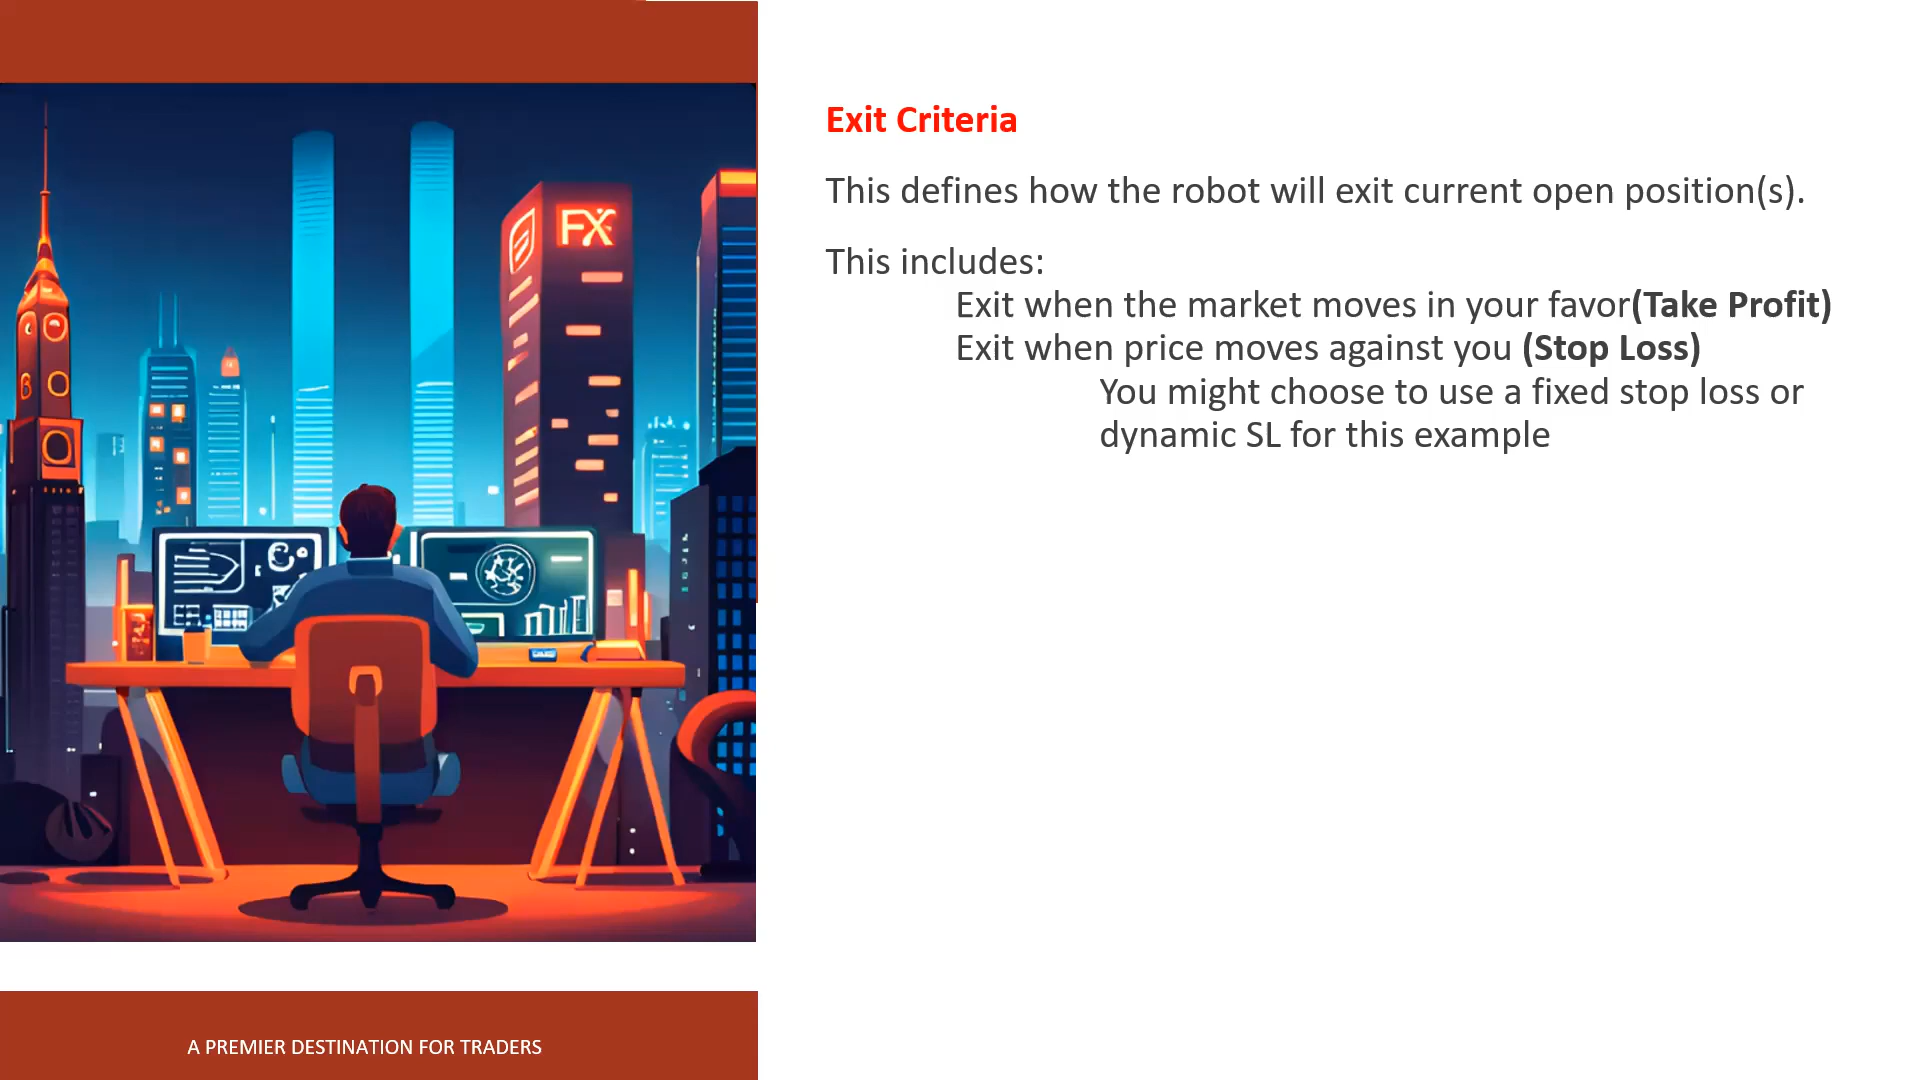 Exit Criteria
This defines how the robot will exit current open position(s).
This includes:
Exit when the market moves in your favor(Take Profit)
Exit when price moves against you (Stop Loss)
You might choose to use a fixed stop loss or
dynamic SL for this example
FX
A PREMIER DESTINATION FOR TRADERS